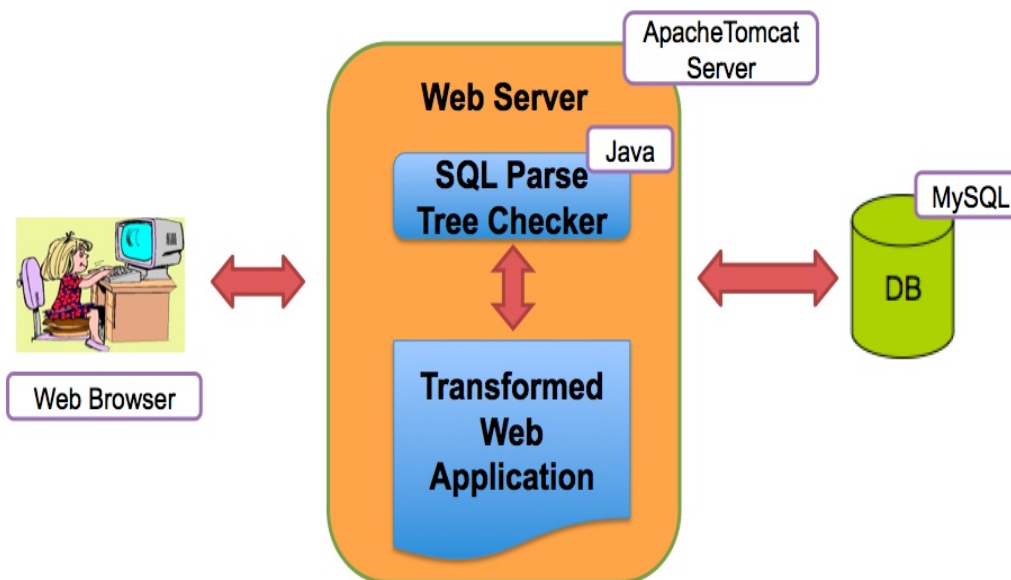 ApacheTomcat
Server
Web Server
Java
SQL Parse
Tree Checker
MySQL
DB
Web Browser
Transformed
Web
Application